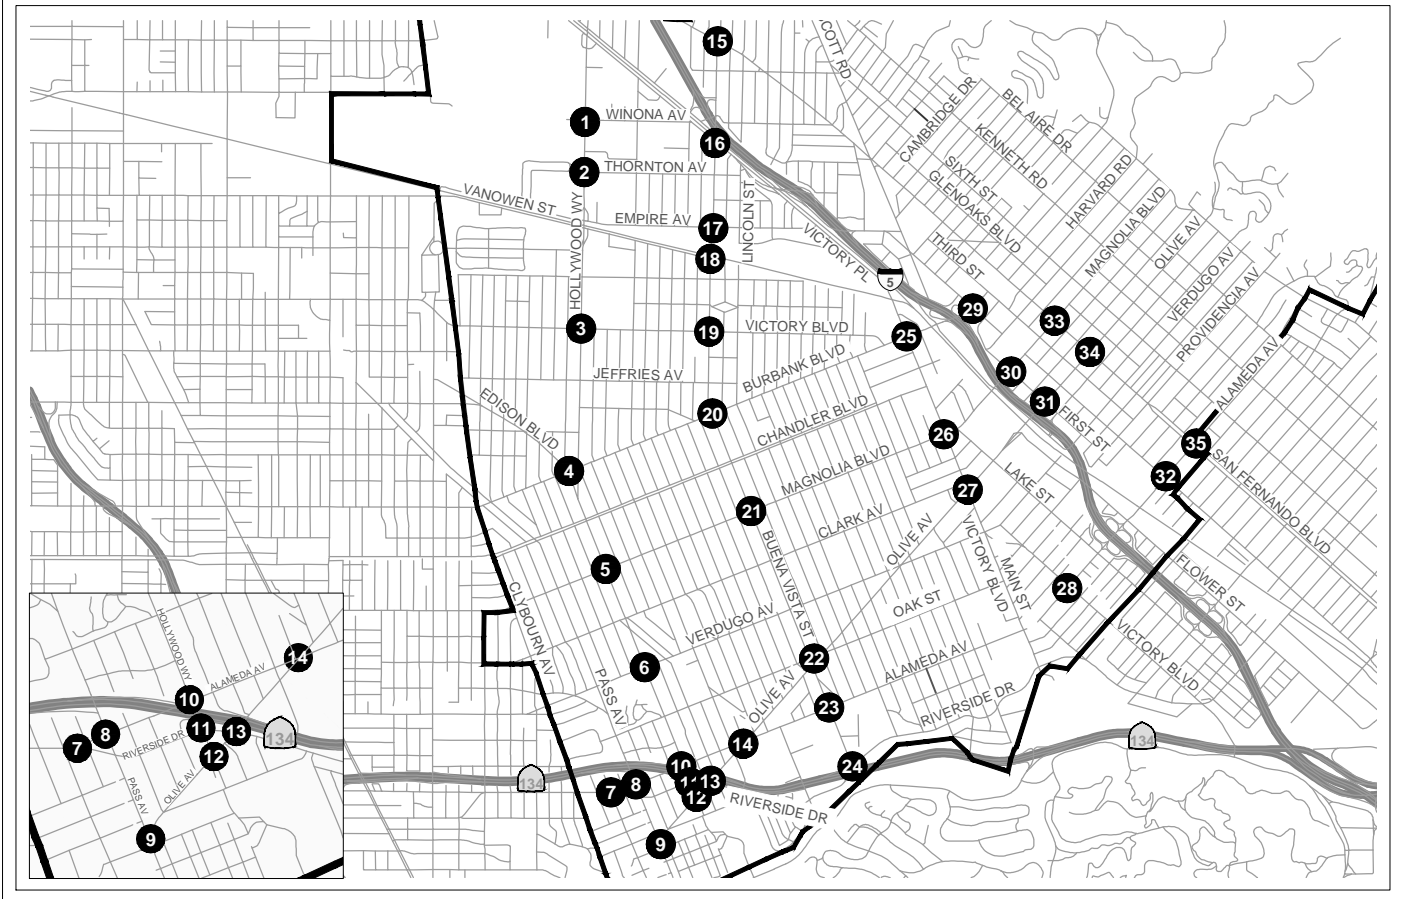 15
SCOTT RD
1
WINONA AV
16
CAMBRIDGE DR
BEL AIRE DR
KENNETH RD
2
THORNTON AV
SIXTH ST
GLENOAKS BLVD
HARVARD RD
VANOWEN ST
HOLLYWOOD WY
EMPIRE AV
17
LINCOLN ST
VICTORY PL
THIRD ST
MAGNOLIA BLVD
OLIVE AV
VERDUGO AV
PROVIDENCIA AV
18
5
29
33
3
19
VICTORY BLVD
25
34
ALAMEDA AV
JEFFRIES AV
BURBANK BLVD
30
EDISON BLVD
20
CHANDLER BLVD
31
FIRST ST
26
35
4
MAGNOLIA BLVD
LAKE ST
32
SAN FERNANDO BLVD
27
21
CLARK AV
OLIVE AV
VICTORY BLVD
MAIN ST
5
BUENA VISTA ST
28
FLOWER ST
CLYBOURN AV
VERDUGO AV
OAK ST
VICTORY BLVD
6
22
PASS AV
OLIVE AV
ALAMEDA AV
23
RIVERSIDE DR
14
134
134
10
24
7
8
11
13
12
RIVERSIDE DR
9
HOLLYWOOD WY
14
ALAMEDA AV
10
11
13
134
7
8
RIVERSIDE DR
12
PASS AV
OLIVE AV
9